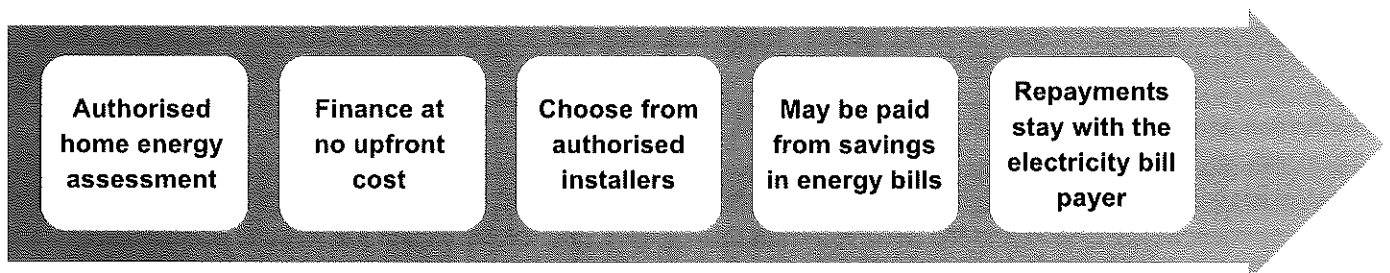 Authorised
home energy
assessment
Finance at
no upfront
cost
Choose from
authorised
installers
May be paid
from savings
in energy bills
Repayments
stay with the
electricity bill
payer